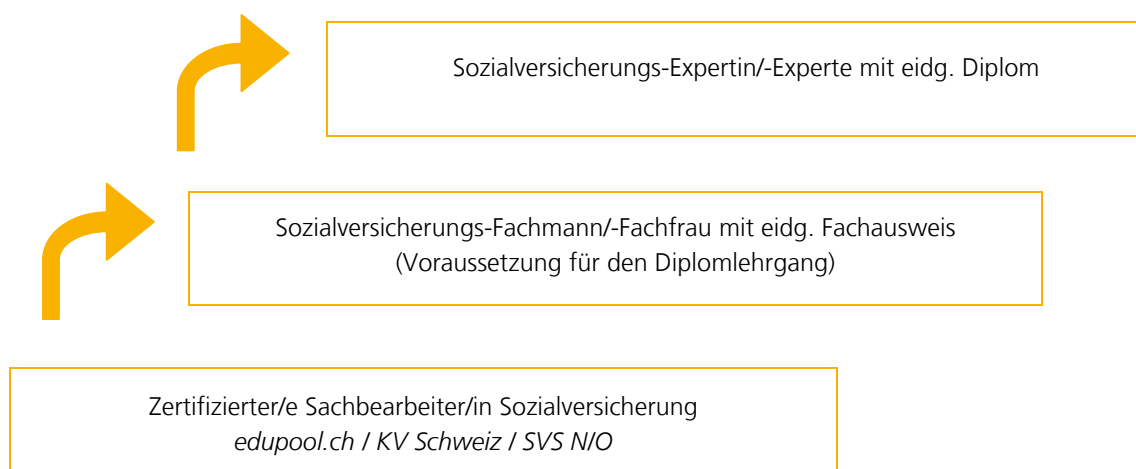 Sozialversicherungs-Expertin/-Experte mit eidg. Diplom
Sozialversicherungs-Fachmann/-Fachfrau mit eidg. Fachausweis
(Voraussetzung für den Diplomlehrgang)
Zertifizierter/e Sachbearbeiter/in Sozialversicherung
edupool.ch / KV Schweiz / SVS N/O